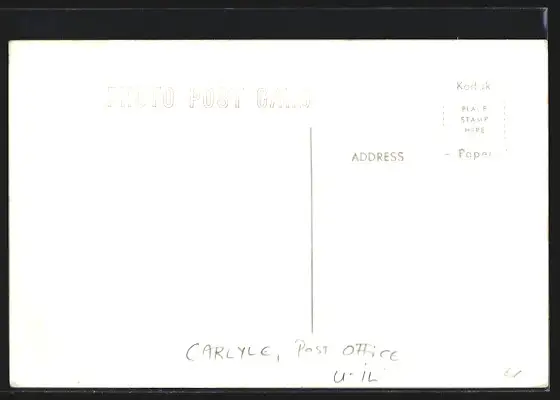 PHOTO POST CARD
Kodak
PLACE
STAMP
HERE
ADDRESS
- Paper
CARLYLE, Post Office
U-iL